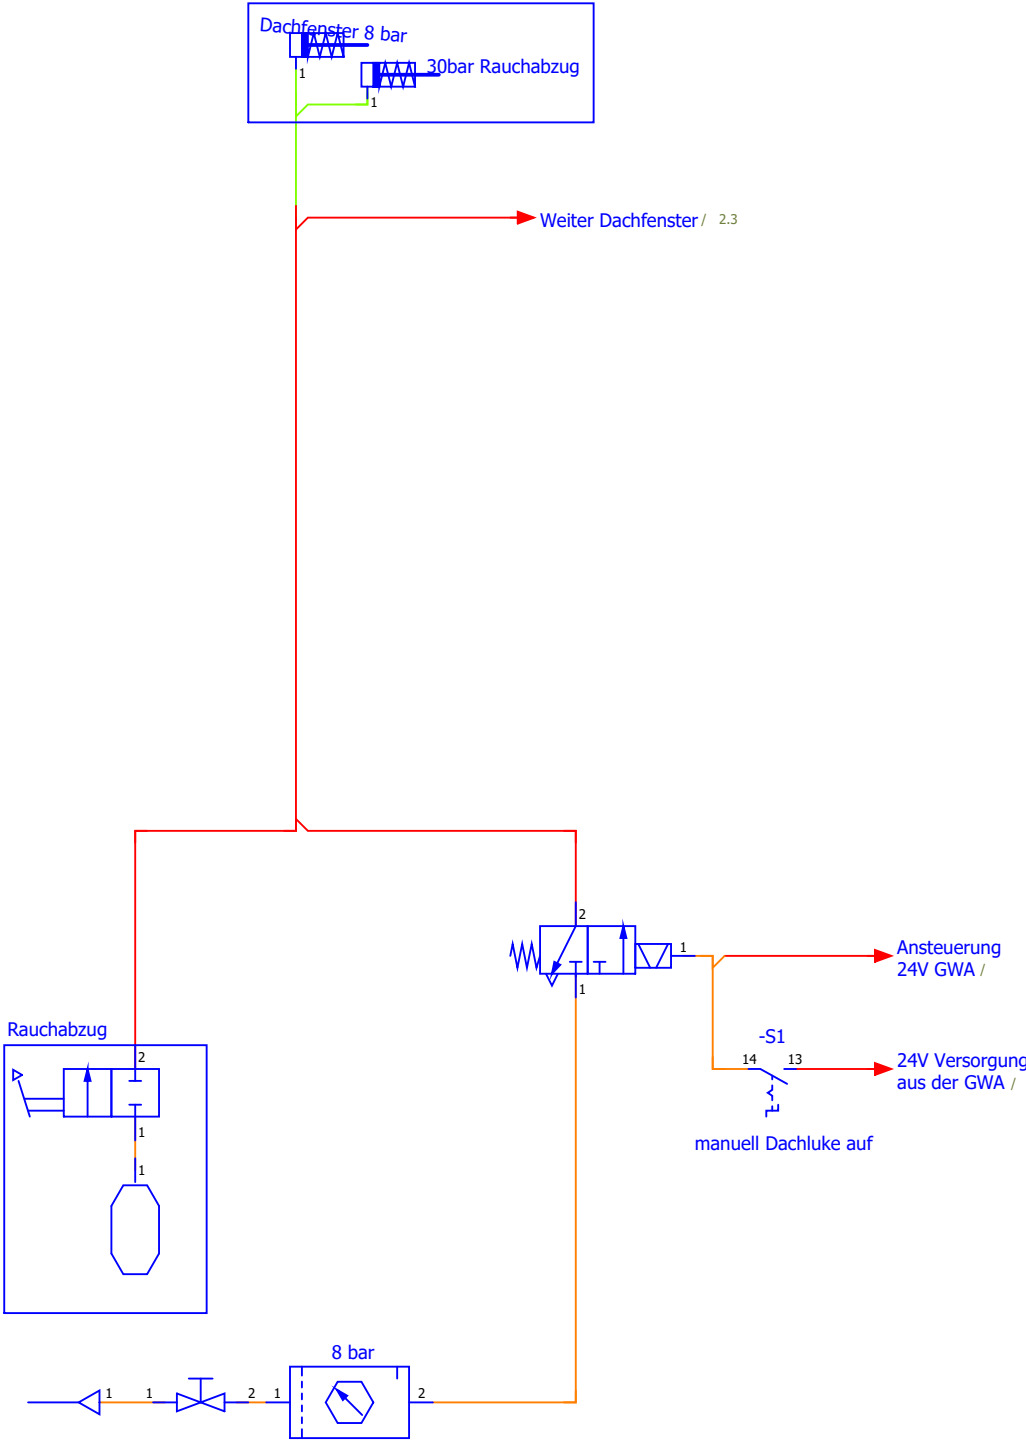 Dachfenster 8 bar
1
30bar Rauchabzug
1
Weiter Dachfenster / 2.3
2
1
1
Ansteuerung
24V GWA /
-S1
14 13
24V Versorgung
aus der GWA /
manuell Dachluke auf
Rauchabzug
2
1
1
8 bar
1 1 2 1 2